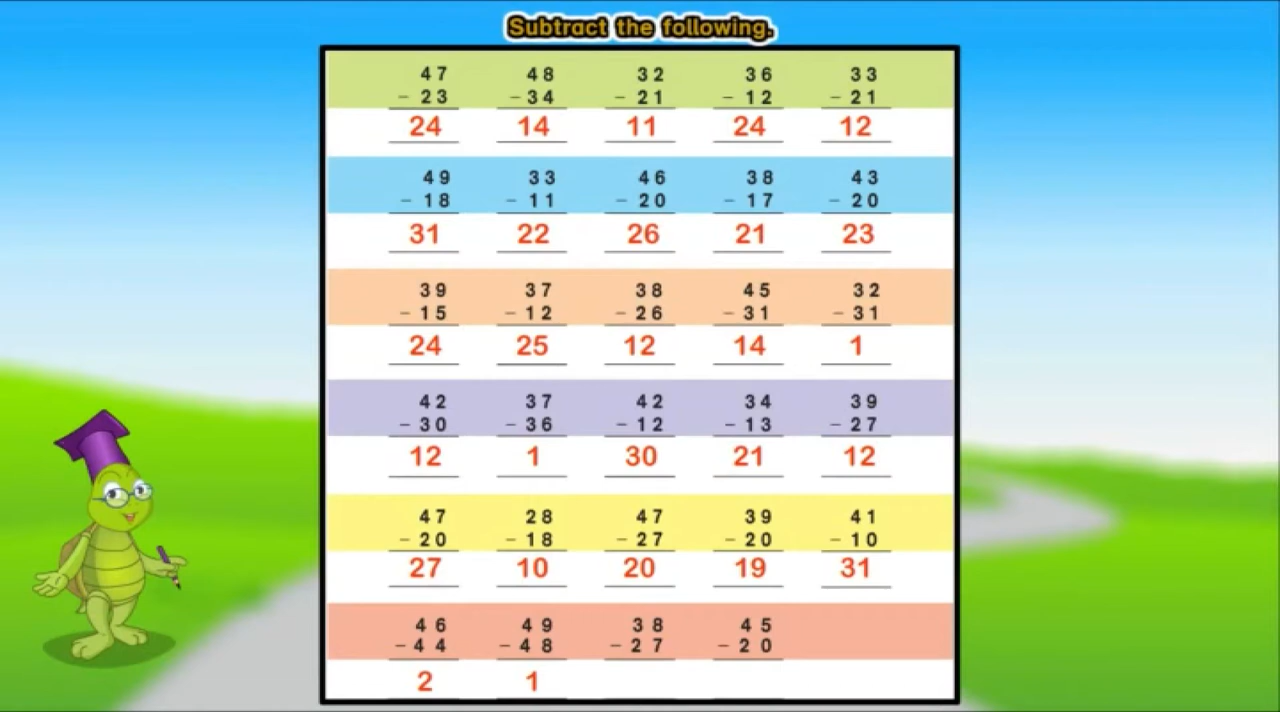 Subtract the following.
47 48 32 36 33
- 23 - 34 - 21 - 12 - 21
24 14 11 24 12
49 33 46 38 43
- 18 - 11 - 20 - 17 - 20
31 22 26 21 23
39 37 38 45 32
- 15 - 12 - 26 - 31 - 31
24 25 12 14 1
42 37 42 34 39
- 30 - 36 - 12 - 13 - 27
12 1 30 21 12
47 28 47 39 41
- 20 - 18 - 27 - 20 - 10
27 10 20 19 31
46 49 38 45
- 44 - 48 - 27 - 20
2 1